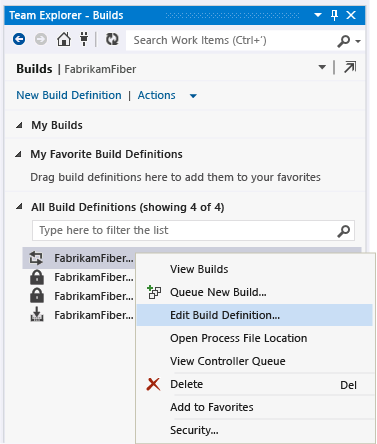 Team Explorer - Builds
Search Work Items (Ctrl+')
Builds | FabrikamFiber
New Build Definition | Actions
My Builds
My Favorite Build Definitions
Drag build definitions here to add them to your favorites
All Build Definitions (showing 4 of 4)
Type here to filter the list
FabrikamFiber...
FabrikamFiber...
FabrikamFiber...
FabrikamFiber...
View Builds
Queue New Build...
Edit Build Definition...
Open Process File Location
View Controller Queue
Delete Del
Add to Favorites
Security...